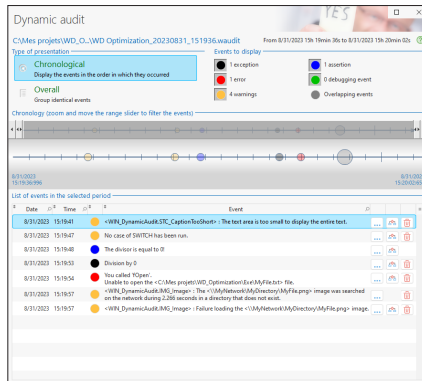 Dynamic audit
YES
C:\Mes projets\WD_O...\WD Optimization_20230831_151936.waudit
From 8/31/2023 15h 19min 36s to 8/31/2023 15h 20min 02s
Type of presentation
Events to display
Chronological
Display the events in the order in which they occurred
1 exception
1 assertion
1 error
0 debugging event
Overall
Group identical events
4 warnings
Overlapping events
Chronology (zoom and move the range slider to filter the events)
8/31/2023
15:19:36:996
8/31/202
15:20:02:65
List of events in the selected period
Date Time Event
8/31/2023 15:19:41 <WIN_DynamicAudit.STC_CaptionTooShort> : The text area is too small to display the entire text. ...
8/31/2023 15:19:47 No case of SWITCH has been run. ...
8/31/2023 15:19:48 The divisor is equal to 0! ...
8/31/2023 15:19:53 Division by 0 ...
8/31/2023 15:19:54 You called 'fOpen'.
Unable to open the <C:\Mes projets\WD_Optimization\Exe\MyFile.txt> file. ...
8/31/2023 15:19:57 <WIN_DynamicAudit.IMG_Image> : The <\\MyNetwork\MyDirectory\MyFile.png> image was searched
on the network during 2.266 seconds in a directory that does not exist. ...
8/31/2023 15:19:57 <WIN_DynamicAudit.IMG_Image> : Failure loading the <\\MyNetwork\MyDirectory\MyFile.png> image. ...